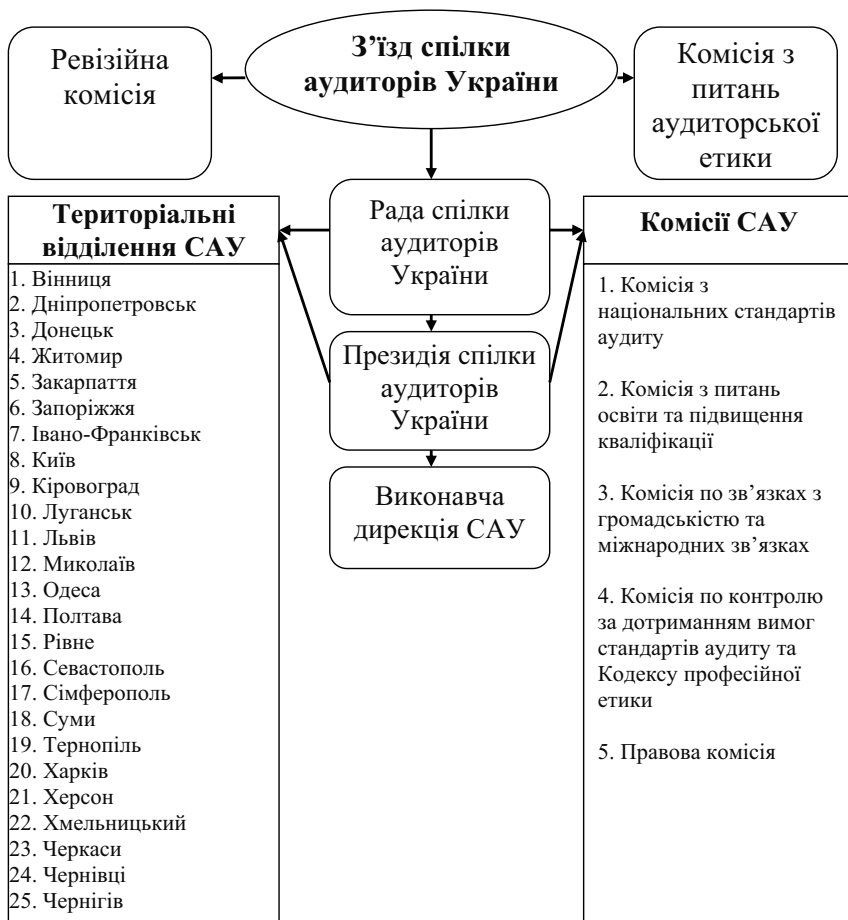 Ревізійна
комісія
З’їзд спілки
аудиторів України
Комісія з
питань
аудиторської
етики
Територіальні
відділення САУ
1. Вінниця
2. Дніпропетровськ
3. Донецьк
4. Житомир
5. Закарпаття
6. Запоріжжя
7. Івано-Франківськ
8. Київ
9. Кіровоград
10. Луганськ
11. Львів
12. Миколаїв
13. Одеса
14. Полтава
15. Рівне
16. Севастополь
17. Сімферополь
18. Суми
19. Тернопіль
20. Харків
21. Херсон
22. Хмельницький
23. Черкаси
24. Чернівці
25. Чернігів
Рада спілки
аудиторів
України
Президія спілки
аудиторів
України
Виконавча
дирекція САУ
Комісії САУ
1. Комісія з
національних стандартів
аудиту
2. Комісія з питань
освіти та підвищення
кваліфікації
3. Комісія по зв’язках з
громадськістю та
міжнародних зв’язках
4. Комісія по контролю
за дотриманням вимог
стандартів аудиту та
Кодексу професійної
етики
5. Правова комісія